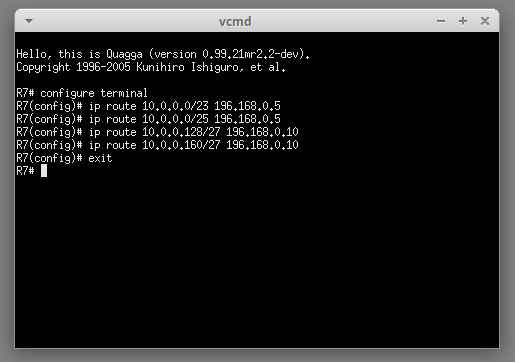 vcmd
Hello, this is Quagga (version 0.99.21mr2.2-dev).
Copyright 1996-2005 Kunihiro Ishiguro, et al.
R7# configure terminal
R7(config)# ip route 10.0.0.0/23 196.168.0.5
R7(config)# ip route 10.0.0.0/25 196.168.0.5
R7(config)# ip route 10.0.0.128/27 196.168.0.10
R7(config)# ip route 10.0.0.160/27 196.168.0.10
R7(config)# exit
R7#